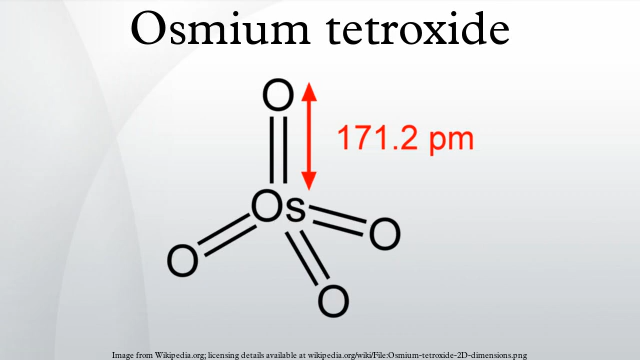 Osmium tetroxide
O
171.2 pm
Os
O
O
O
Image from Wikipedia.org; licensing details available at wikipedia.org/wiki/File:Osmium-tetroxide-2D-dimensions.png